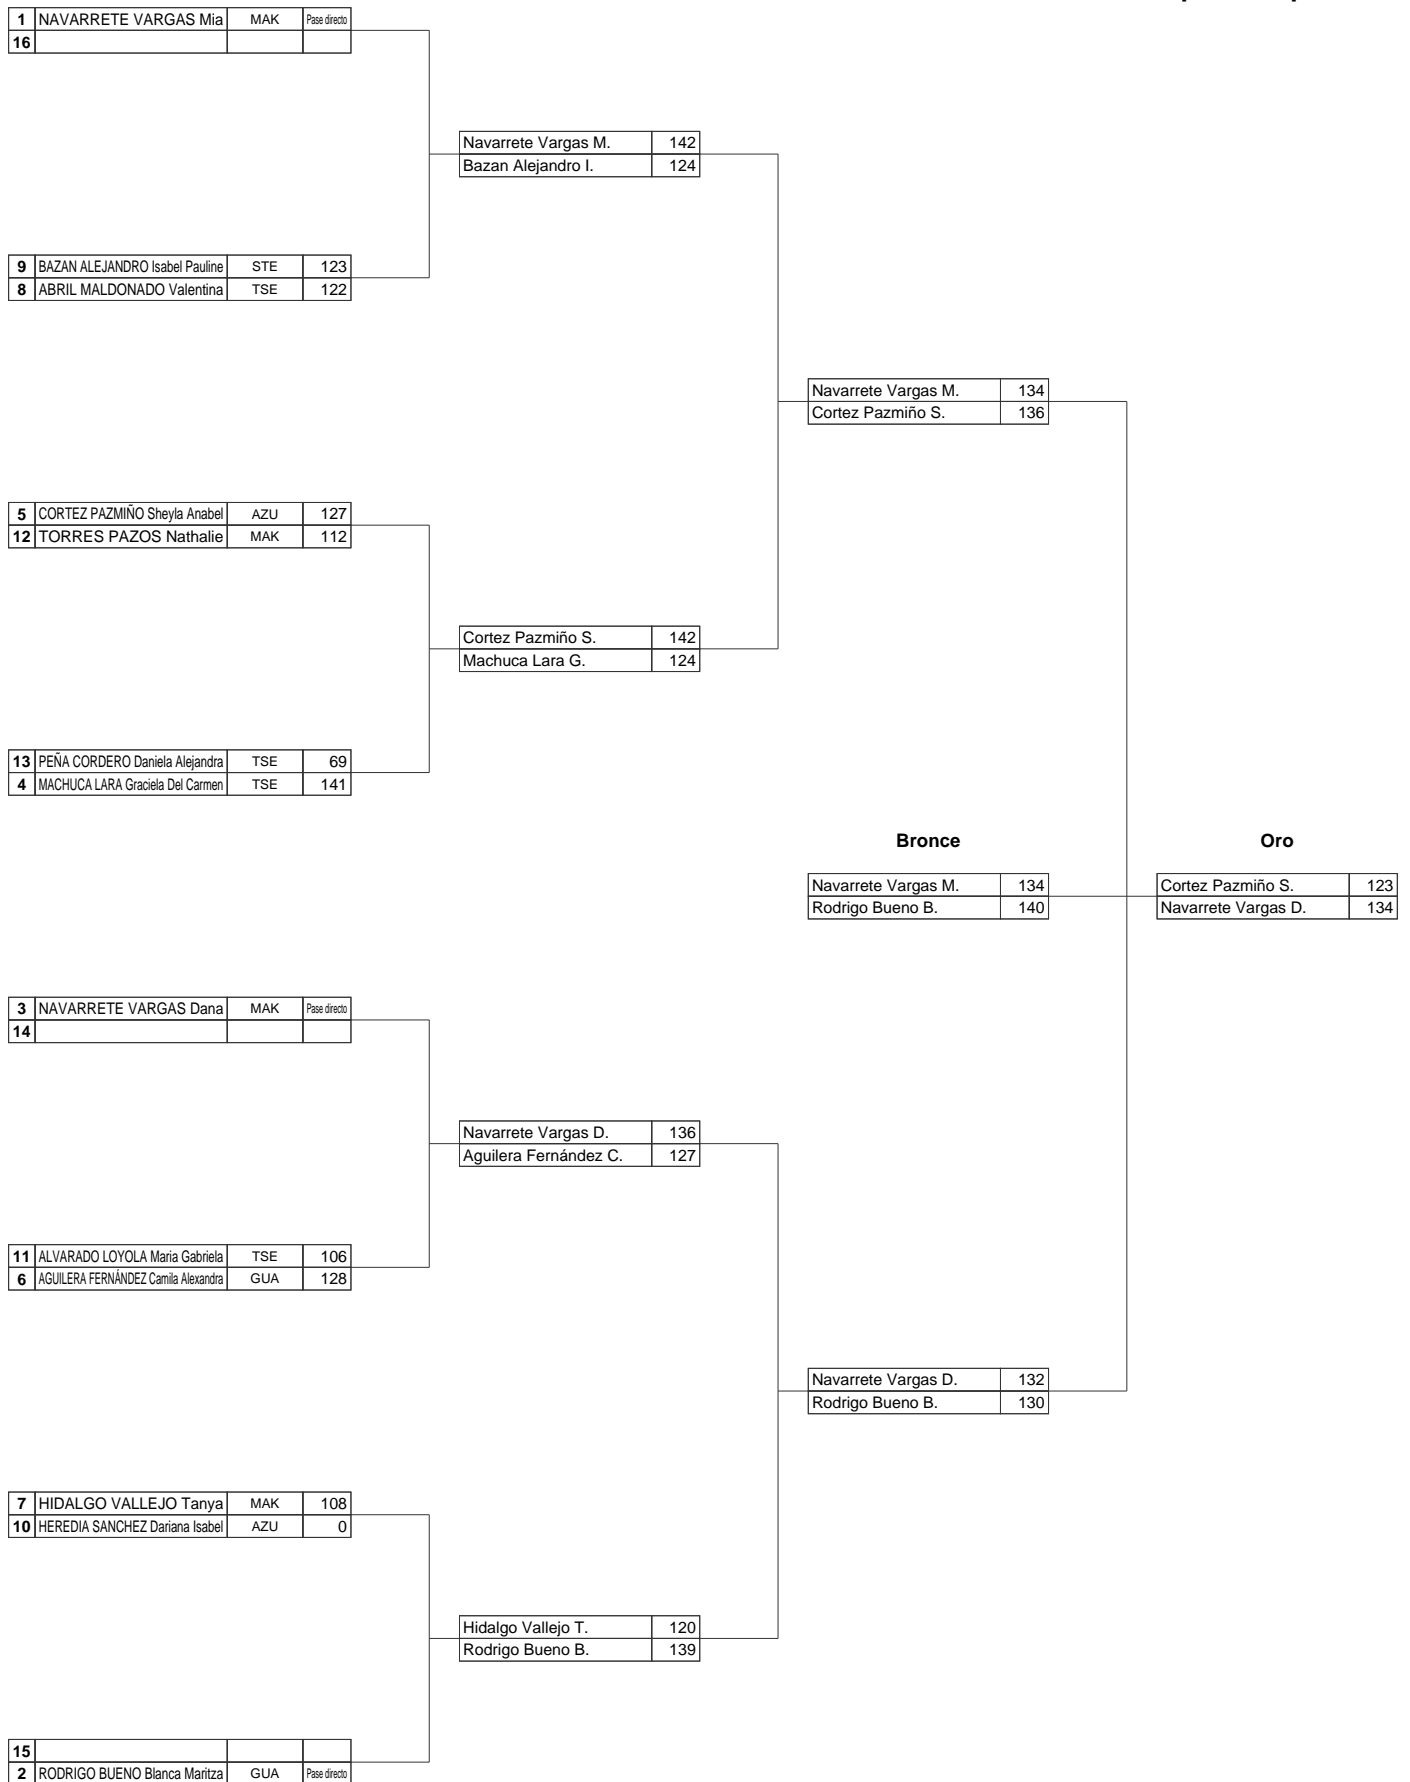 1 NAVARRETE VARGAS Mia MAK Pase directo
16
Navarrete Vargas M. 142
Bazan Alejandro I. 124
9 BAZAN ALEJANDRO Isabel Pauline STE 123
8 ABRIL MALDONADO Valentina TSE 122
Navarrete Vargas M. 134
Cortez Pazmiño S. 136
5 CORTEZ PAZMIÑO Sheyla Anabel AZU 127
12 TORRES PAZOS Nathalie MAK 112
Cortez Pazmiño S. 142
Machuca Lara G. 124
13 PEÑA CORDERO Daniela Alejandra TSE 69
4 MACHUCA LARA Graciela Del Carmen TSE 141
Bronce Oro
Navarrete Vargas M. 134 Cortez Pazmiño S. 123
Rodrigo Bueno B. 140 Navarrete Vargas D. 134
3 NAVARRETE VARGAS Dana MAK Pase directo
14
Navarrete Vargas D. 136
Aguilera Fernández C. 127
11 ALVARADO LOYOLA Maria Gabriela TSE 106
6 AGUILERA FERNÁNDEZ Camila Alexandra GUA 128
Navarrete Vargas D. 132
Rodrigo Bueno B. 130
7 HIDALGO VALLEJO Tanya MAK 108
10 HEREDIA SANCHEZ Dariana Isabel AZU 0
Hidalgo Vallejo T. 120
Rodrigo Bueno B. 139
15
2 RODRIGO BUENO Blanca Maritza GUA Pase directo